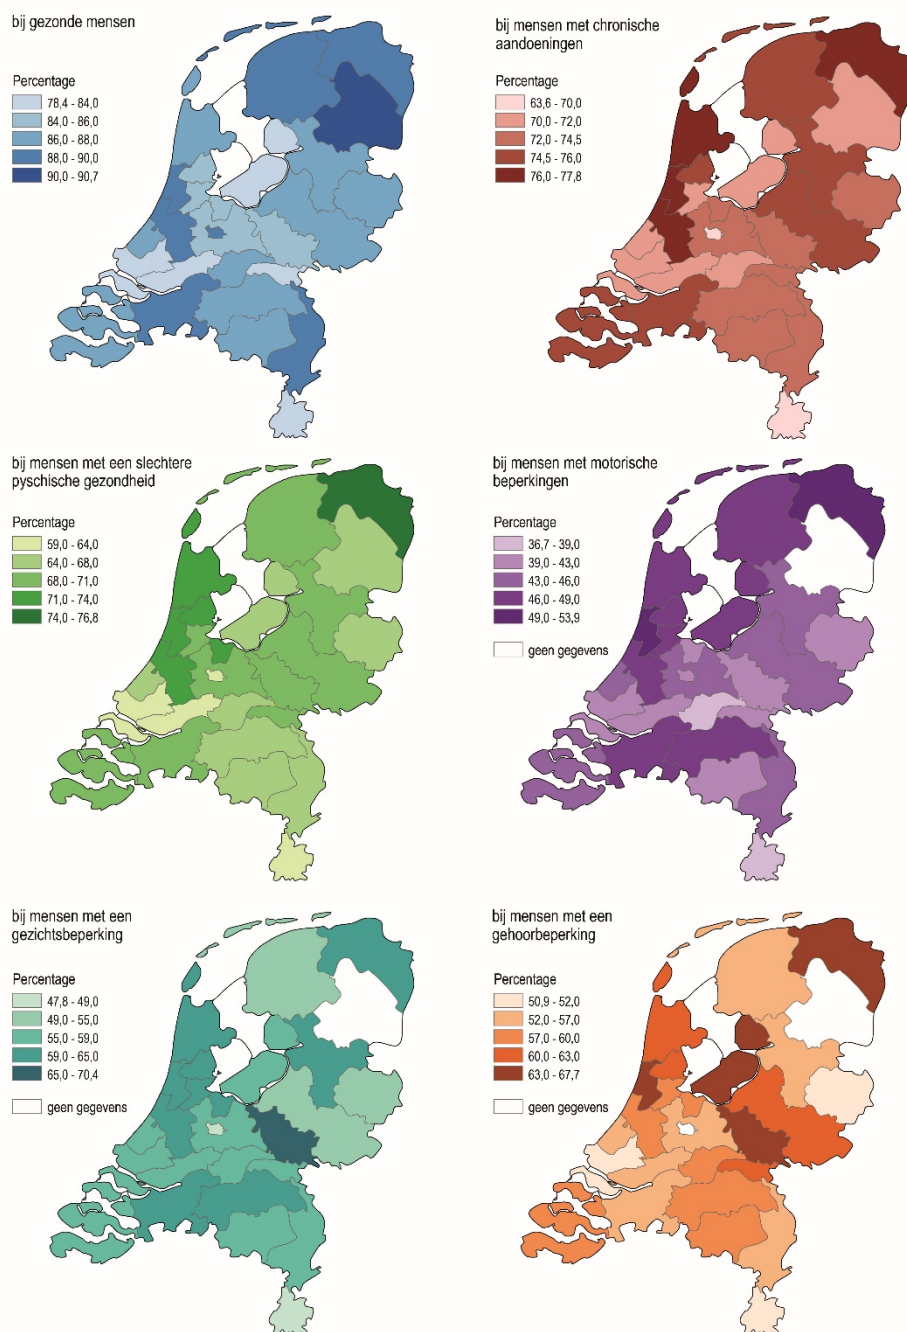 bij gezonde mensen
Percentage
78,4 - 84,0
84,0 - 86,0
86,0 - 88,0
88,0 - 90,0
90,0 - 90,7
bij mensen met chronische
aandoeningen
Percentage
63,6 - 70,0
70,0 - 72,0
72,0 - 74,5
74,5 - 76,0
76,0 - 77,8
bij mensen met een slechtere
pyschische gezondheid
Percentage
59,0 - 64,0
64,0 - 68,0
68,0 - 71,0
71,0 - 74,0
74,0 - 76,8
bij mensen met motorische
beperkingen
Percentage
36,7 - 39,0
39,0 - 43,0
43,0 - 46,0
46,0 - 49,0
49,0 - 53,9
geen gegevens
bij mensen met een
gezichtsbeperking
Percentage
47,8 - 49,0
49,0 - 55,0
55,0 - 59,0
59,0 - 65,0
65,0 - 70,4
geen gegevens
bij mensen met een
gehoorbeperking
Percentage
50,9 - 52,0
52,0 - 57,0
57,0 - 60,0
60,0 - 63,0
63,0 - 67,7
geen gegevens